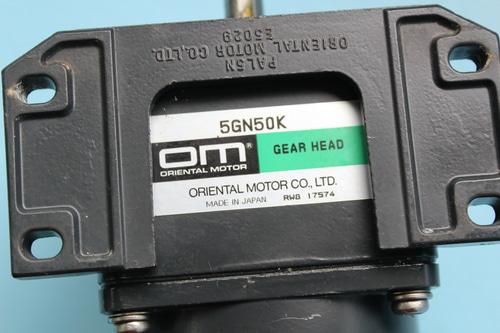 PAL5N
ORIENTAL MOTOR CO.,LTD.
E5029
5GN50K
OM®
ORIENTAL MOTOR
GEAR HEAD
ORIENTAL MOTOR CO., LTD.
MADE IN JAPAN RWB 17574